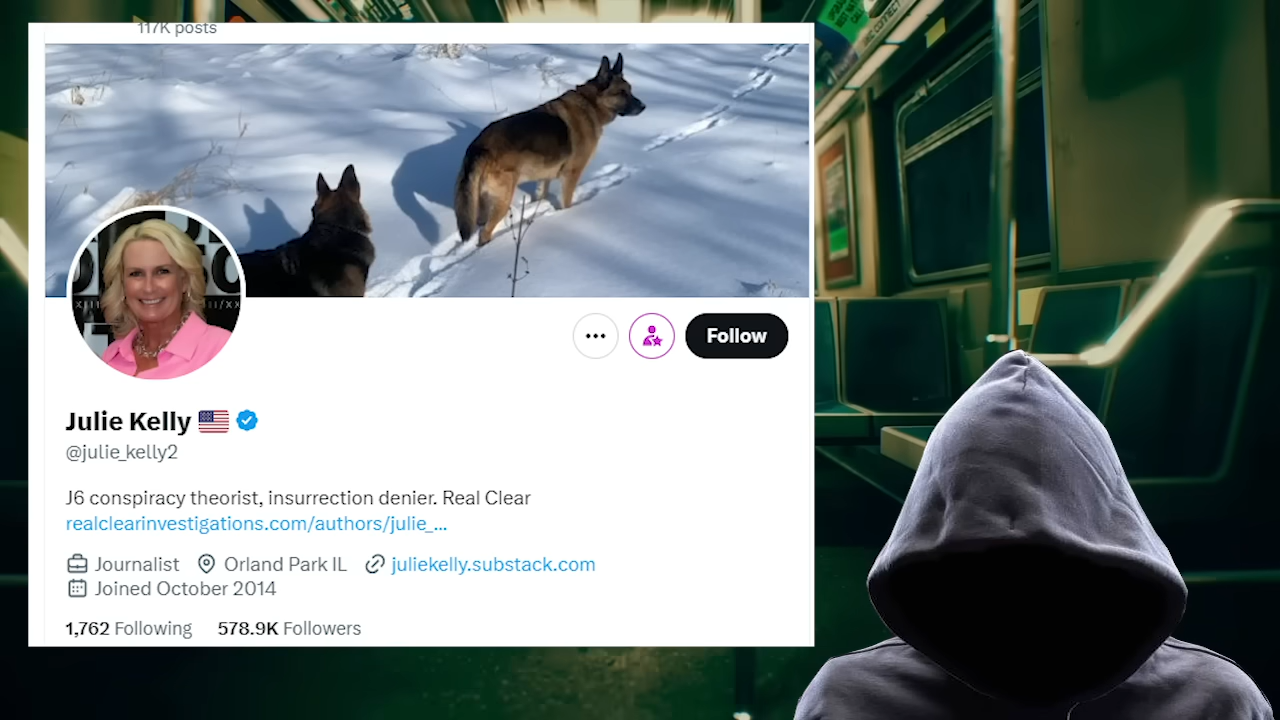 117K posts
Follow
Julie Kelly
@julie_kelly2
J6 conspiracy theorist, insurrection denier. Real Clear
realclearinvestigations.com/authors/julie_...
Journalist Orland Park IL juliekelly.substack.com
Joined October 2014
1,762 Following 578.9K Followers